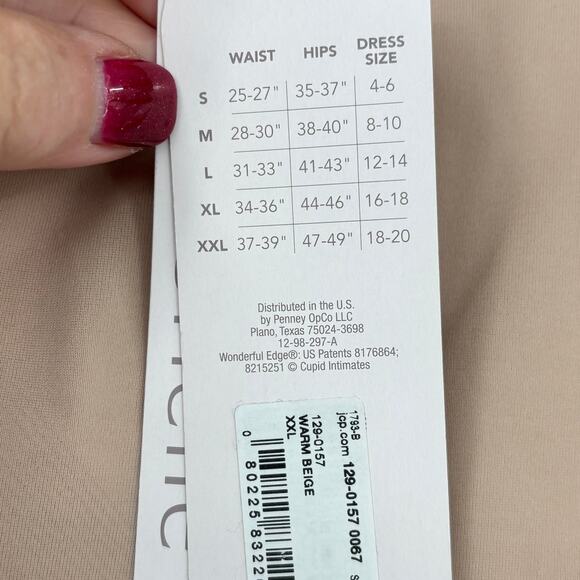 WAIST HIPS DRESS SIZE
S 25-27" 35-37" 4-6
M 28-30" 38-40" 8-10
L 31-33" 41-43" 12-14
XL 34-36" 44-46" 16-18
XXL 37-39" 47-49" 18-20
Distributed in the U.S.
by Penney OpCo LLC
Plano, Texas 75024-3698
12-98-297-A
Wonderful Edge®: US Patents 8176864;
8215251 © Cupid Intimates
1793-B
jcp.com 129-0157 0067
129-0157
WARM BEIGE
XXL
0 80225 8322